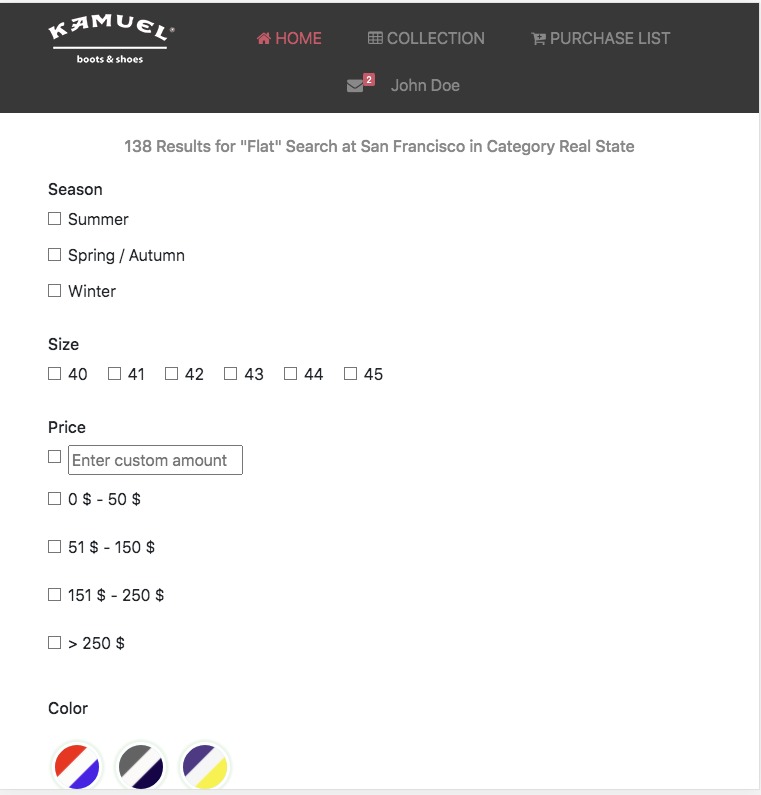 KAMUEL®
boots & shoes
HOME
COLLECTION
PURCHASE LIST
2
John Doe
138 Results for "Flat" Search at San Francisco in Category Real State
Season
Summer
Spring / Autumn
Winter
Size
40 41 42 43 44 45
Price
Enter custom amount
0 $ - 50 $
51 $ - 150 $
151 $ - 250 $
> 250 $
Color